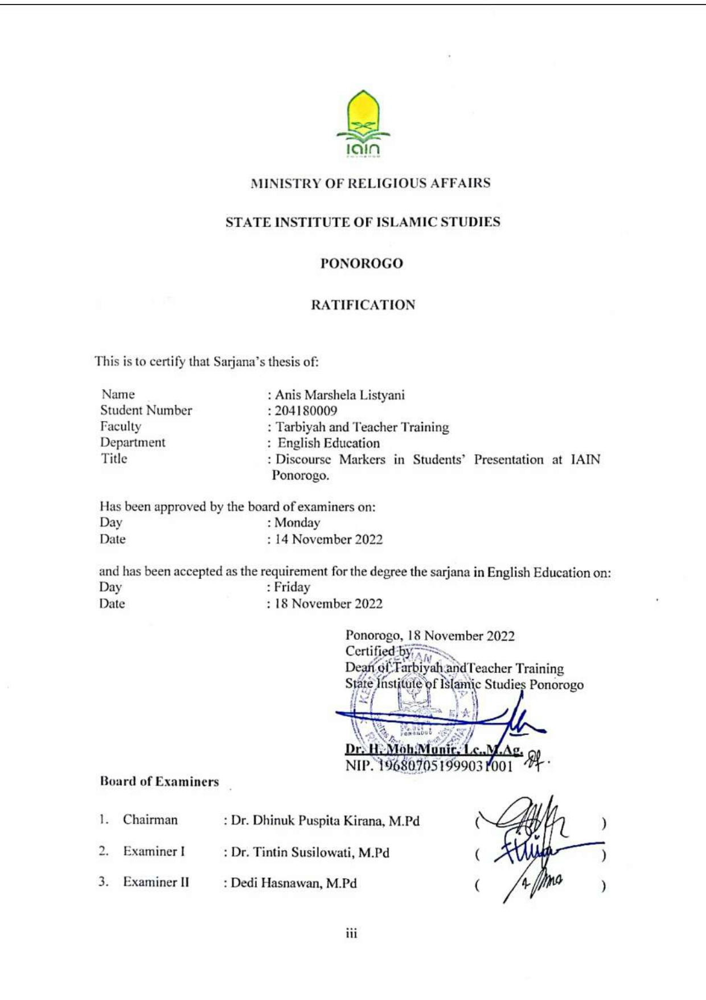 iain
PONOROGO
MINISTRY OF RELIGIOUS AFFAIRS
STATE INSTITUTE OF ISLAMIC STUDIES
PONOROGO
RATIFICATION
This is to certify that Sarjana’s thesis of:
Name : Anis Marshela Listyani
Student Number : 204180009
Faculty : Tarbiyah and Teacher Training
Department : English Education
Title : Discourse Markers in Students’ Presentation at IAIN
Ponorogo.
Has been approved by the board of examiners on:
Day : Monday
Date : 14 November 2022
and has been accepted as the requirement for the degree the sarjana in English Education on:
Day : Friday
Date : 18 November 2022
Ponorogo, 18 November 2022
Certified by
Dean of Tarbiyah andTeacher Training
State Institute of Islamic Studies Ponorogo
KEMENTERIAN AGAMA
PONOROGO
Dr. H. Moh.Munir, Lc.,M.Ag.
NIP. 196807051999031001
Board of Examiners
1. Chairman : Dr. Dhinuk Puspita Kirana, M.Pd ( )
2. Examiner I : Dr. Tintin Susilowati, M.Pd ( )
3. Examiner II : Dedi Hasnawan, M.Pd ( )
iii